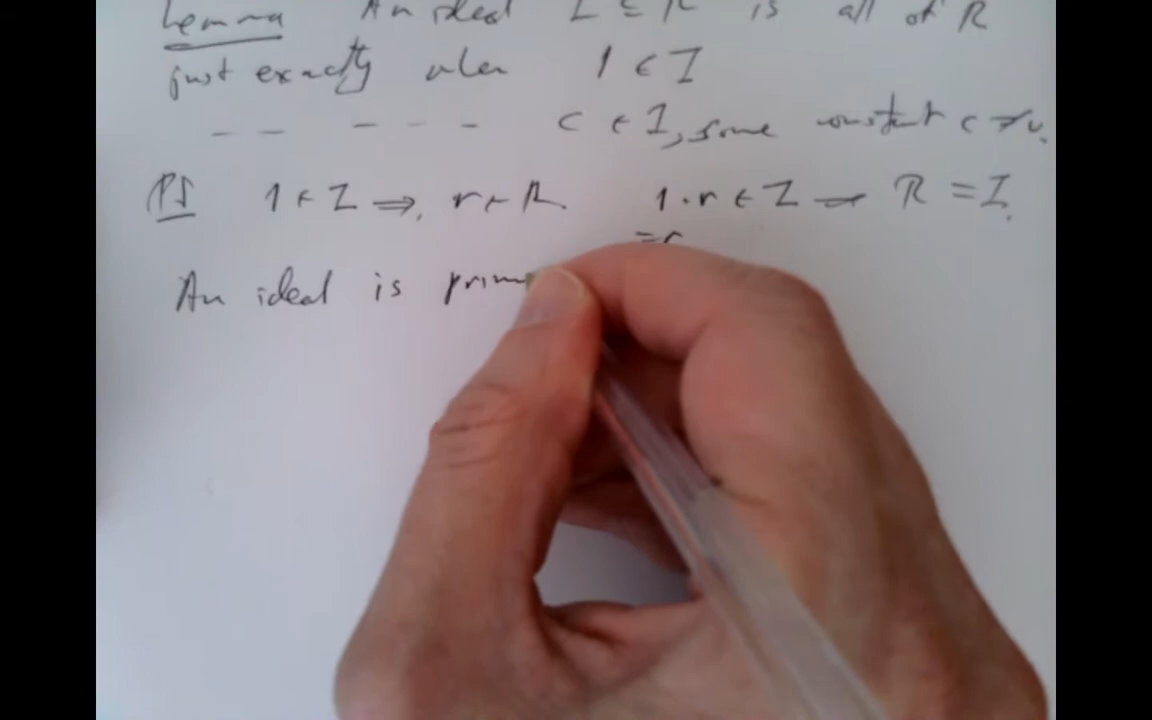 Lemma An ideal I ⊆ R is all of R
just exactly when 1 ∈ I
-- --- c ∈ I, some constant c ≠ 0.
Pf 1 ∈ I ⇒, r ∈ R. 1·r ∈ I → R = I.
= r
An ideal is prim